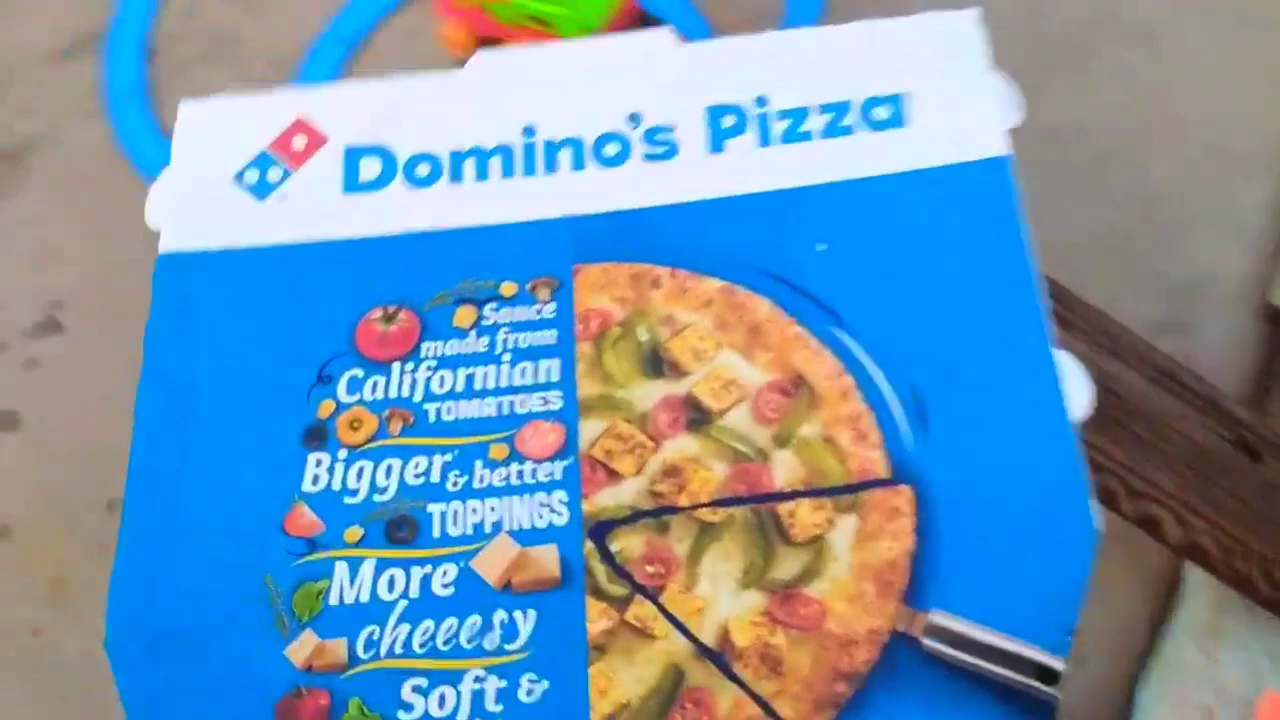 Domino's Pizza
Sauce
made from
Californian
TOMATOES
Bigger & better
TOPPINGS
More
cheeesy
Soft &